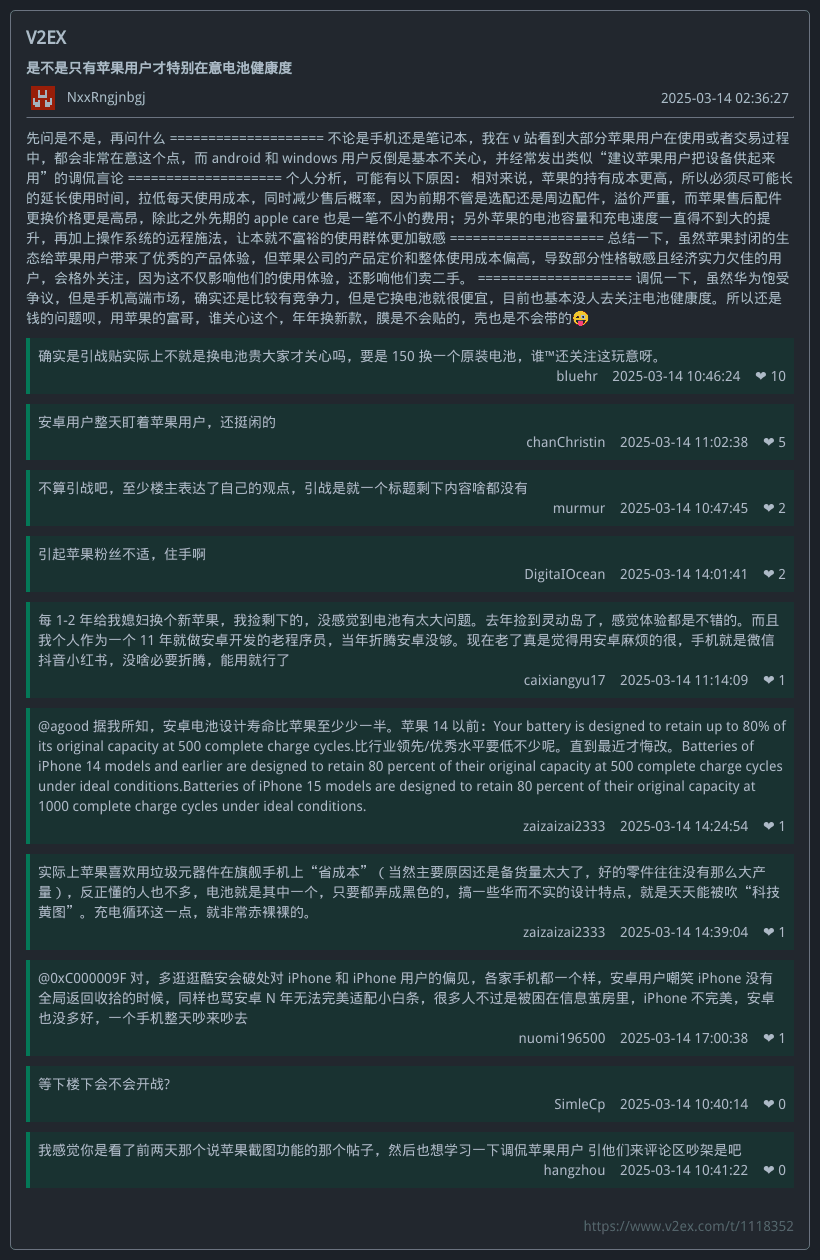 V2EX
是不是只有苹果用户才特别在意电池健康度
NxxRngjnbgj
2025-03-14 02:36:27
先问是不是，再问什么 ==================== 不论是手机还是笔记本，我在 v 站看到大部分苹果用户在使用或者交易过程
中，都会非常在意这个点，而 android 和 windows 用户反倒是基本不关心，并经常发出类似“建议苹果用户把设备供起来
用”的调侃言论 ==================== 个人分析，可能有以下原因： 相对来说，苹果的持有成本更高，所以必须尽可能长
的延长使用时间，拉低每天使用成本，同时减少售后概率，因为前期不管是选配还是周边配件，溢价严重，而苹果售后配件
更换价格更是高昂，除此之外先期的 apple care 也是一笔不小的费用；另外苹果的电池容量和充电速度一直得不到大的提
升，再加上操作系统的远程施法，让本就不富裕的使用群体更加敏感 ==================== 总结一下，虽然苹果封闭的生
态给苹果用户带来了优秀的产品体验，但苹果公司的产品定价和整体使用成本偏高，导致部分性格敏感且经济实力欠佳的用
户，会格外关注，因为这不仅影响他们的使用体验，还影响他们卖二手。 ==================== 调侃一下，虽然华为饱受
争议，但是手机高端市场，确实还是比较有竞争力，但是它换电池就很便宜，目前也基本没人去关注电池健康度。所以还是
钱的问题呗，用苹果的富哥，谁关心这个，年年换新款，膜是不会贴的，壳也是不会带的😜
确实是引战贴实际上不就是换电池贵大家才关心吗，要是 150 换一个原装电池，谁™还关注这玩意呀。
bluehr 2025-03-14 10:46:24 ❤ 10
安卓用户整天盯着苹果用户，还挺闲的
chanChristin 2025-03-14 11:02:38 ❤ 5
不算引战吧，至少楼主表达了自己的观点，引战是就一个标题剩下内容啥都没有
murmur 2025-03-14 10:47:45 ❤ 2
引起苹果粉丝不适，住手啊
DigitaIOcean 2025-03-14 14:01:41 ❤ 2
每 1-2 年给我媳妇换个新苹果，我捡剩下的，没感觉到电池有太大问题。去年捡到灵动岛了，感觉体验都是不错的。而且
我个人作为一个 11 年就做安卓开发的老程序员，当年折腾安卓没够。现在老了真是觉得用安卓麻烦的很，手机就是微信
抖音小红书，没啥必要折腾，能用就行了
caixiangyu17 2025-03-14 11:14:09 ❤ 1
@agood 据我所知，安卓电池设计寿命比苹果至少少一半。苹果 14 以前：Your battery is designed to retain up to 80% of
its original capacity at 500 complete charge cycles.比行业领先/优秀水平要低不少呢。直到最近才悔改。Batteries of
iPhone 14 models and earlier are designed to retain 80 percent of their original capacity at 500 complete charge cycles
under ideal conditions.Batteries of iPhone 15 models are designed to retain 80 percent of their original capacity at
1000 complete charge cycles under ideal conditions.
zaizaizai2333 2025-03-14 14:24:54 ❤ 1
实际上苹果喜欢用垃圾元器件在旗舰手机上“省成本”（当然主要原因还是备货量太大了，好的零件往往没有那么大产
量），反正懂的人也不多，电池就是其中一个，只要都弄成黑色的，搞一些华而不实的设计特点，就是天天能被吹“科技
黄图”。充电循环这一点，就非常赤裸裸的。
zaizaizai2333 2025-03-14 14:39:04 ❤ 1
@0xC000009F 对，多逛逛酷安会破处对 iPhone 和 iPhone 用户的偏见，各家手机都一个样，安卓用户嘲笑 iPhone 没有
全局返回收拾的时候，同样也骂安卓 N 年无法完美适配小白条，很多人不过是被困在信息茧房里，iPhone 不完美，安卓
也没多好，一个手机整天吵来吵去
nuomi196500 2025-03-14 17:00:38 ❤ 1
等下楼下会不会开战?
SimleCp 2025-03-14 10:40:14 ❤ 0
我感觉你是看了前两天那个说苹果截图功能的那个帖子，然后也想学习一下调侃苹果用户 引他们来评论区吵架是吧
hangzhou 2025-03-14 10:41:22 ❤ 0
https://www.v2ex.com/t/1118352